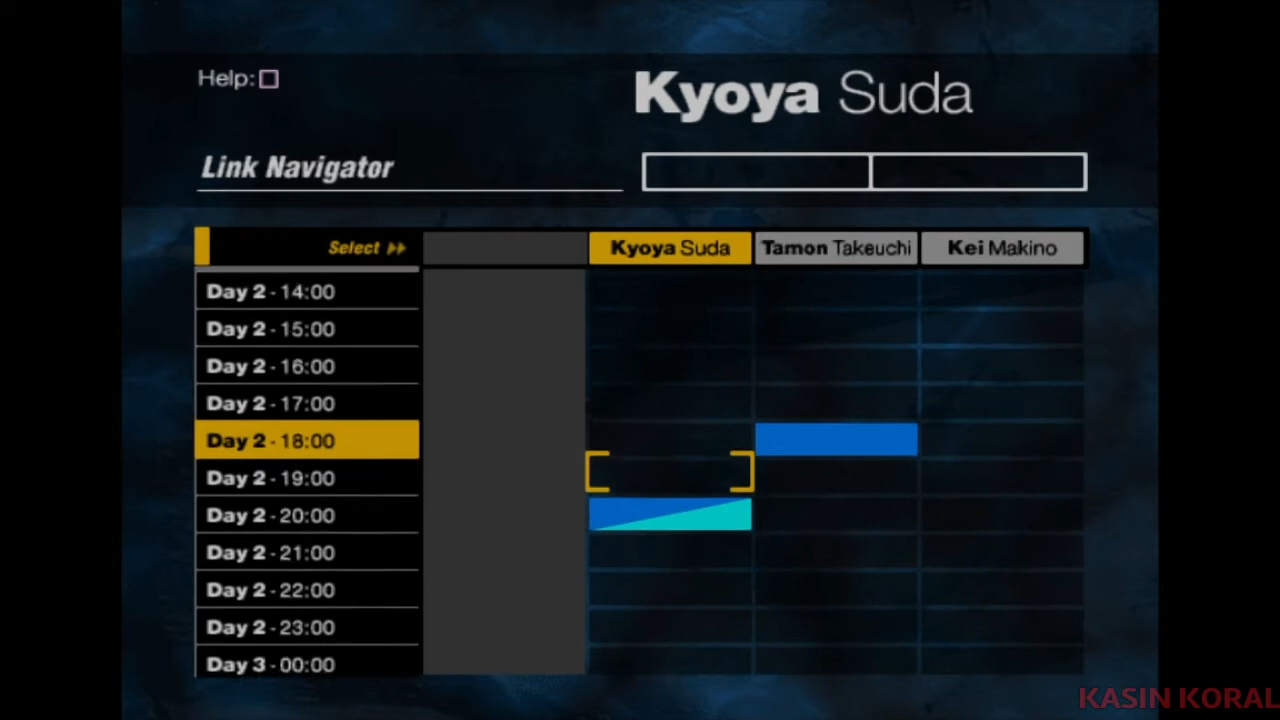 Help:
Kyoya Suda
Link Navigator
Select
Kyoya Suda
Tamon Takeuchi
Kei Makino
Day 2 - 14:00
Day 2 - 15:00
Day 2 - 16:00
Day 2 - 17:00
Day 2 - 18:00
Day 2 - 19:00
Day 2 - 20:00
Day 2 - 21:00
Day 2 - 22:00
Day 2 - 23:00
Day 3 - 00:00
KASIN KORAL